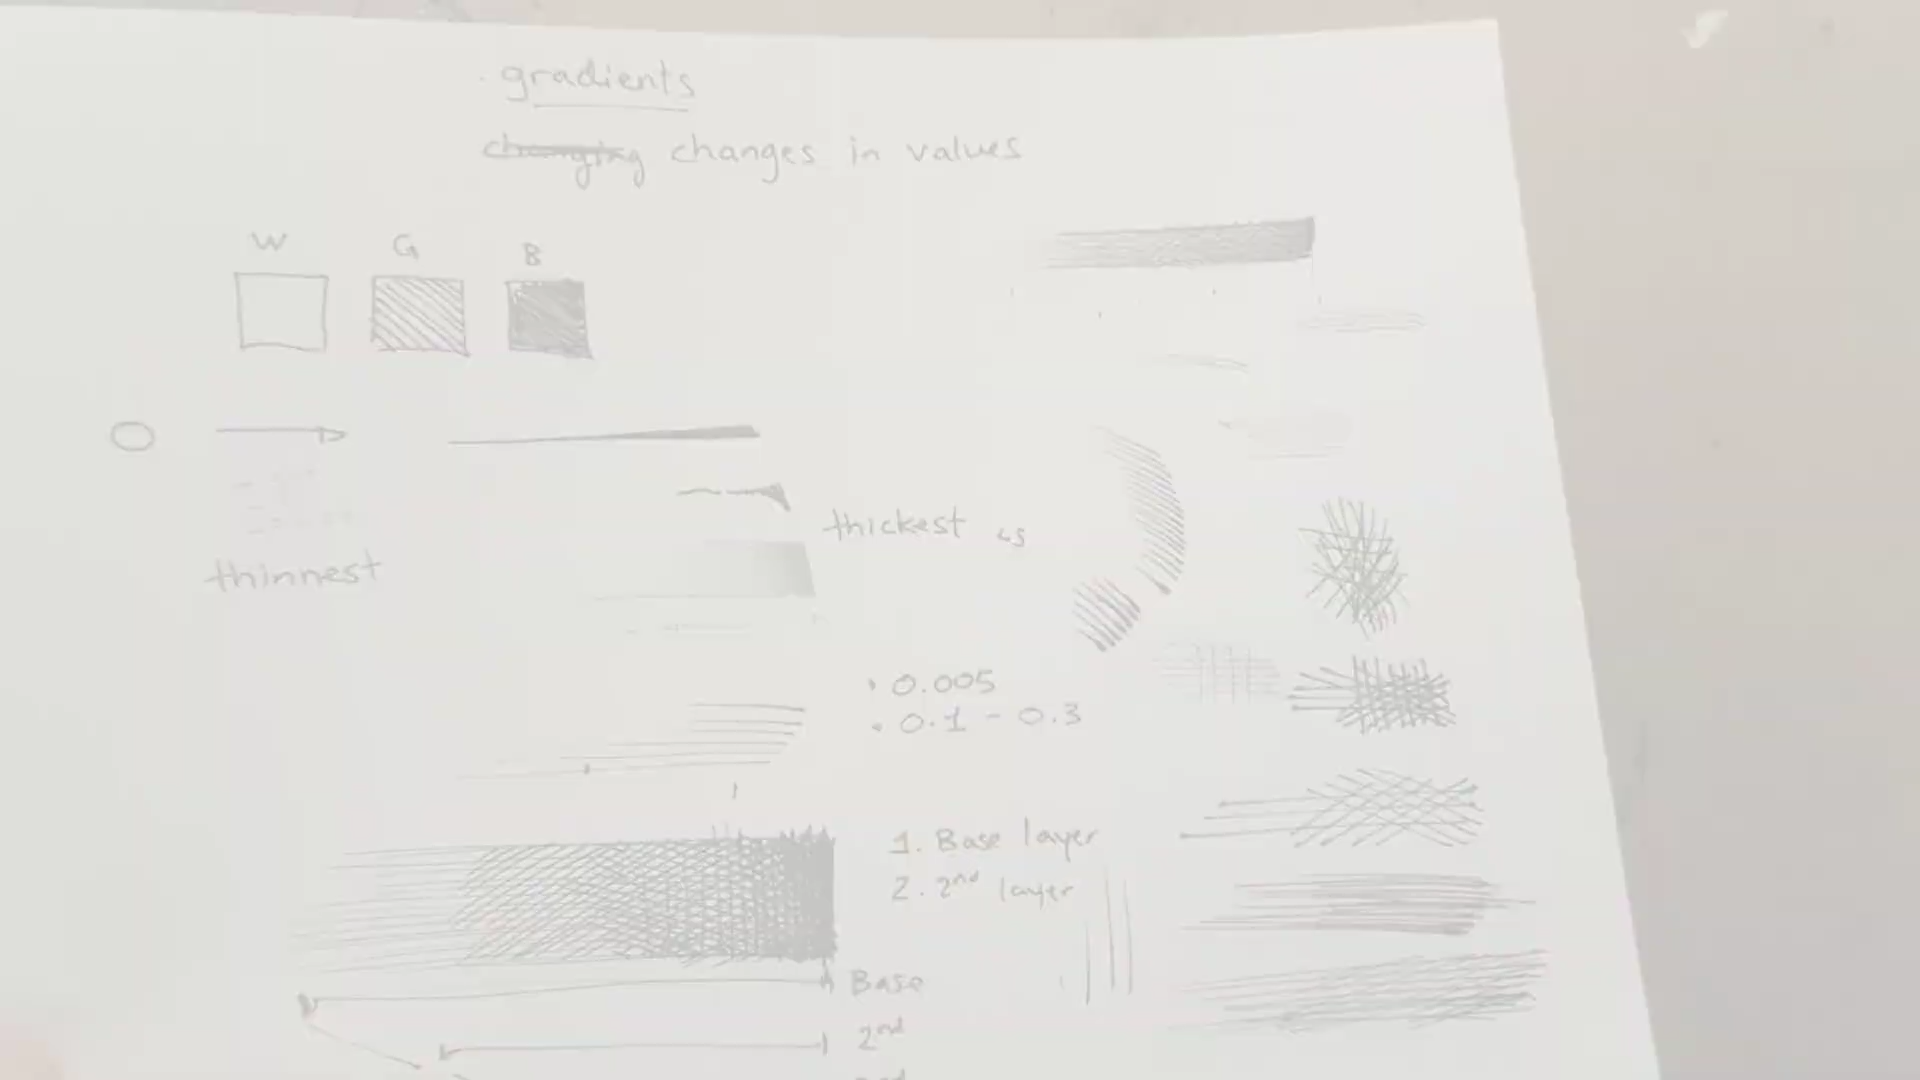 . gradients
changing changes in values
W G B
thickest
thinnest
• 0.005
• 0.1 - 0.3
1. Base layer
2. 2nd layer
Base
2nd